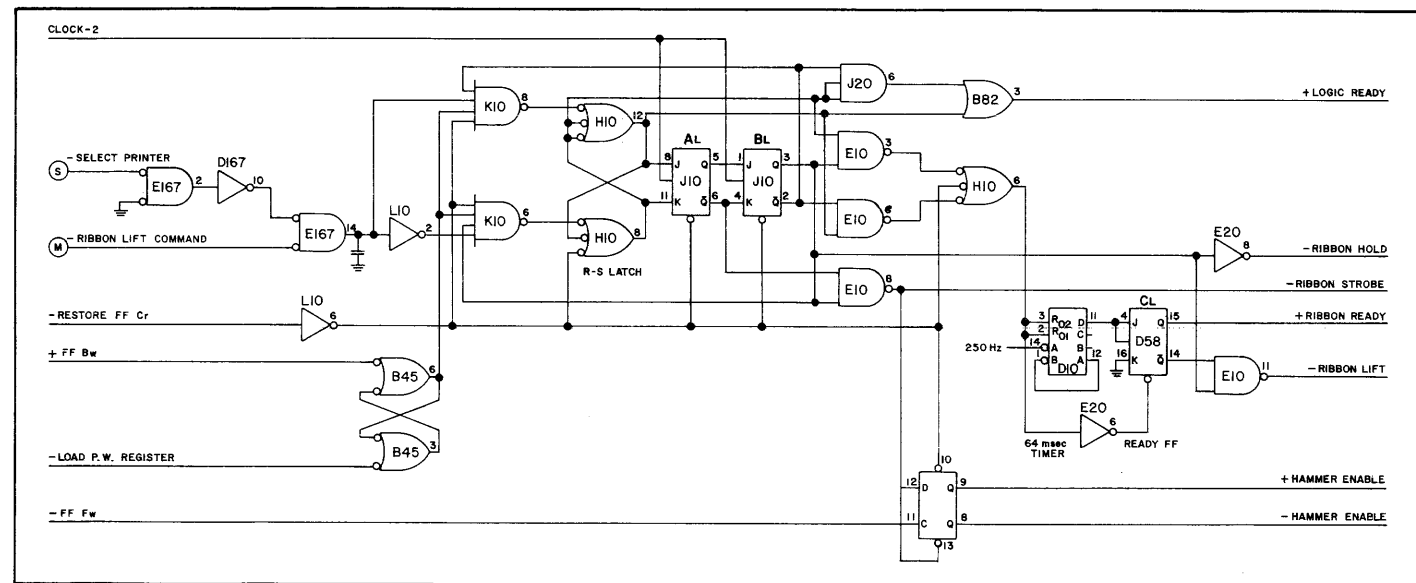 CLOCK-2
K10
8
H10
12
J20
6
B82
3
+LOGIC READY
AL
BL
8 J Q 5
J10
11 K Q̄ 6
1 J Q 3
J10
4 K Q̄ 2
E10
3
H10
6
-SELECT PRINTER
S
E167
2
D167
10
E167
14
L10
2
K10
6
H10
8
R-S LATCH
E10
6
M
-RIBBON LIFT COMMAND
E10
8
E20
8
-RIBBON HOLD
-RIBBON STROBE
L10
6
-RESTORE FF Cr
+FF Bw
B45
6
B45
3
-LOAD P.W. REGISTER
250 Hz
3 R02 D 11
2 R01 C
14 A B
1 B A 12
D10
CL
4 J Q 15
D58
16 K Q̄ 14
+RIBBON READY
E10
11
-RIBBON LIFT
E20
6
64 msec
TIMER
READY FF
10
12 D Q 9
+HAMMER ENABLE
-FF Fw
11 C Q 8
-HAMMER ENABLE
13